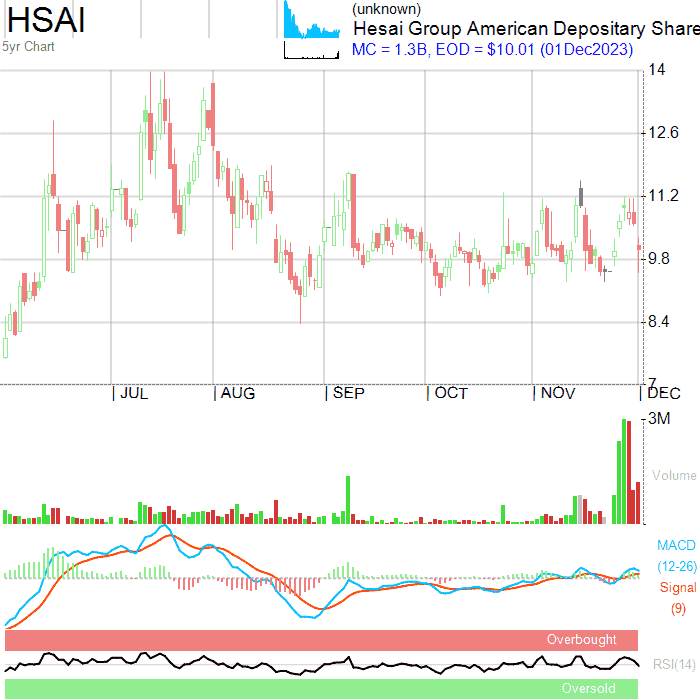 HSAI
5yr Chart
(unknown)
Hesai Group American Depositary Share
MC = 1.3B, EOD = $10.01 (01Dec2023)
14
12.6
11.2
9.8
8.4
7
JUL AUG SEP OCT NOV DEC
3M
Volume
MACD
(12-26)
Signal
(9)
Overbought
RSI(14)
Oversold